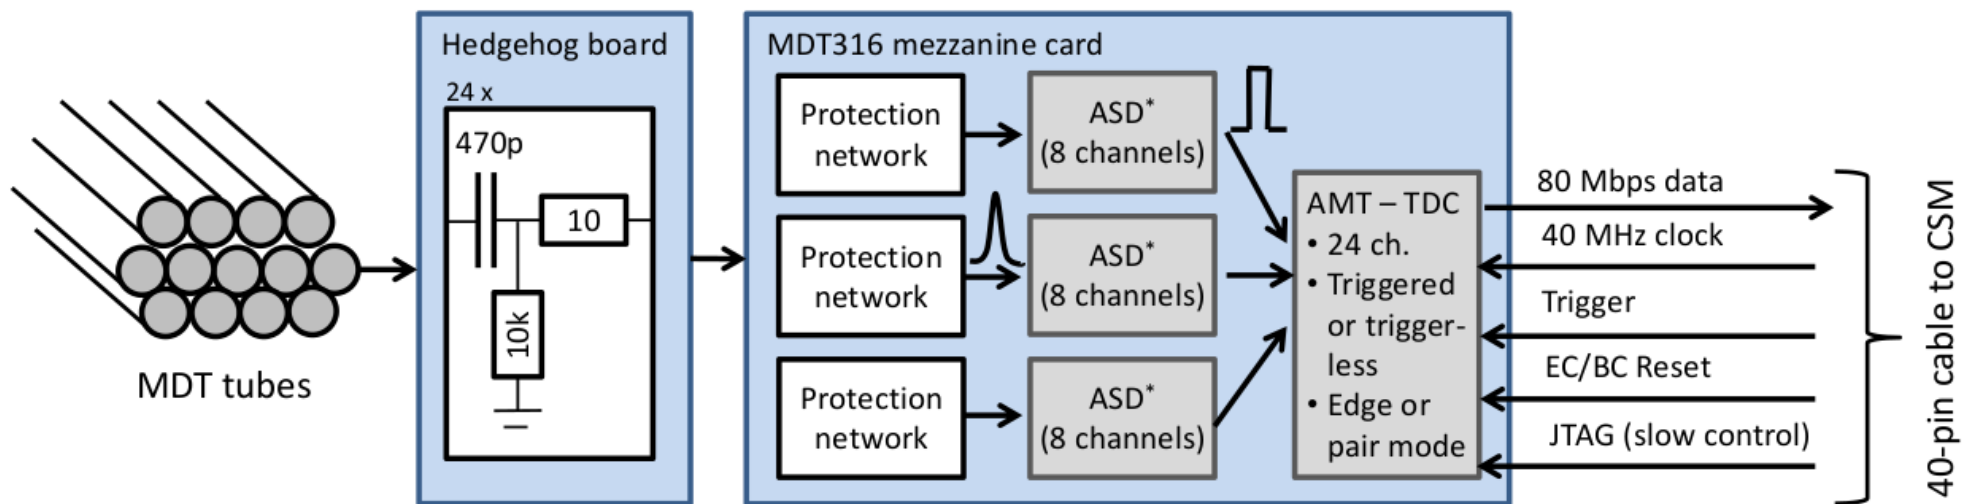 Hedgehog board
24 x
470p
10
10k
MDT tubes
MDT316 mezzanine card
Protection
network
ASD*
(8 channels)
Protection
network
ASD*
(8 channels)
Protection
network
ASD*
(8 channels)
AMT – TDC
• 24 ch.
• Triggered
or trigger-
less
• Edge or
pair mode
80 Mbps data
40 MHz clock
Trigger
EC/BC Reset
JTAG (slow control)
40-pin cable to CSM